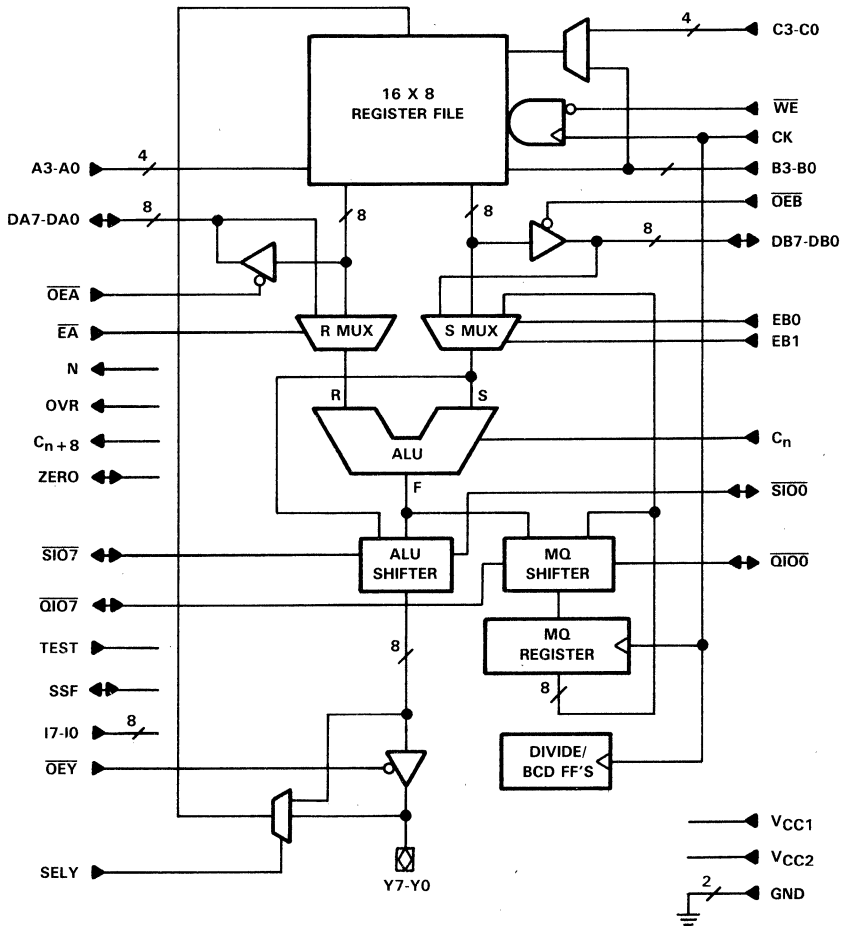 4
C3-C0
16 X 8
REGISTER FILE
WE
CK
A3-A0
4
B3-B0
OEB
DA7-DA0
8
8
8
8
DB7-DB0
OEA
EA
R MUX
S MUX
EB0
EB1
N
R
S
OVR
Cn+8
ALU
Cn
ZERO
F
SIO0
SIO7
ALU
SHIFTER
MQ
SHIFTER
QIO0
QIO7
TEST
8
MQ
REGISTER
SSF
8
I7-I0
8
OEY
DIVIDE/
BCD FF'S
VCC1
VCC2
SELY
Y7-Y0
2
GND